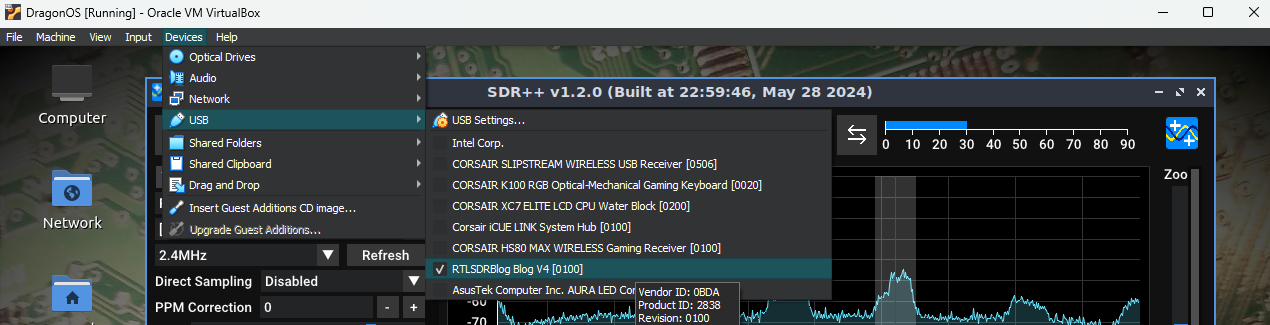 DragonOS [Running] - Oracle VM VirtualBox
File Machine View Input Devices Help
Optical Drives
Audio
Network
USB
Shared Folders
Shared Clipboard
Drag and Drop
Insert Guest Additions CD image...
Upgrade Guest Additions...
Computer
Network
SDR++ v1.2.0 (Built at 22:59:46, May 28 2024)
USB Settings...
Intel Corp.
CORSAIR SLIPSTREAM WIRELESS USB Receiver [0506]
CORSAIR K100 RGB Optical-Mechanical Gaming Keyboard [0020]
CORSAIR XC7 ELITE LCD CPU Water Block [0200]
Corsair iCUE LINK System Hub [0100]
CORSAIR HS80 MAX WIRELESS Gaming Receiver [0100]
RTLSDRBlog Blog V4 [0100]
AsusTek Computer Inc. AURA LED Con
Vendor ID: 0BDA
Product ID: 2838
Revision: 0100
0 10 20 30 40 50 60 70 80 90
Zoo
2.4MHz Refresh
Direct Sampling Disabled
PPM Correction 0 - +
-60
-70